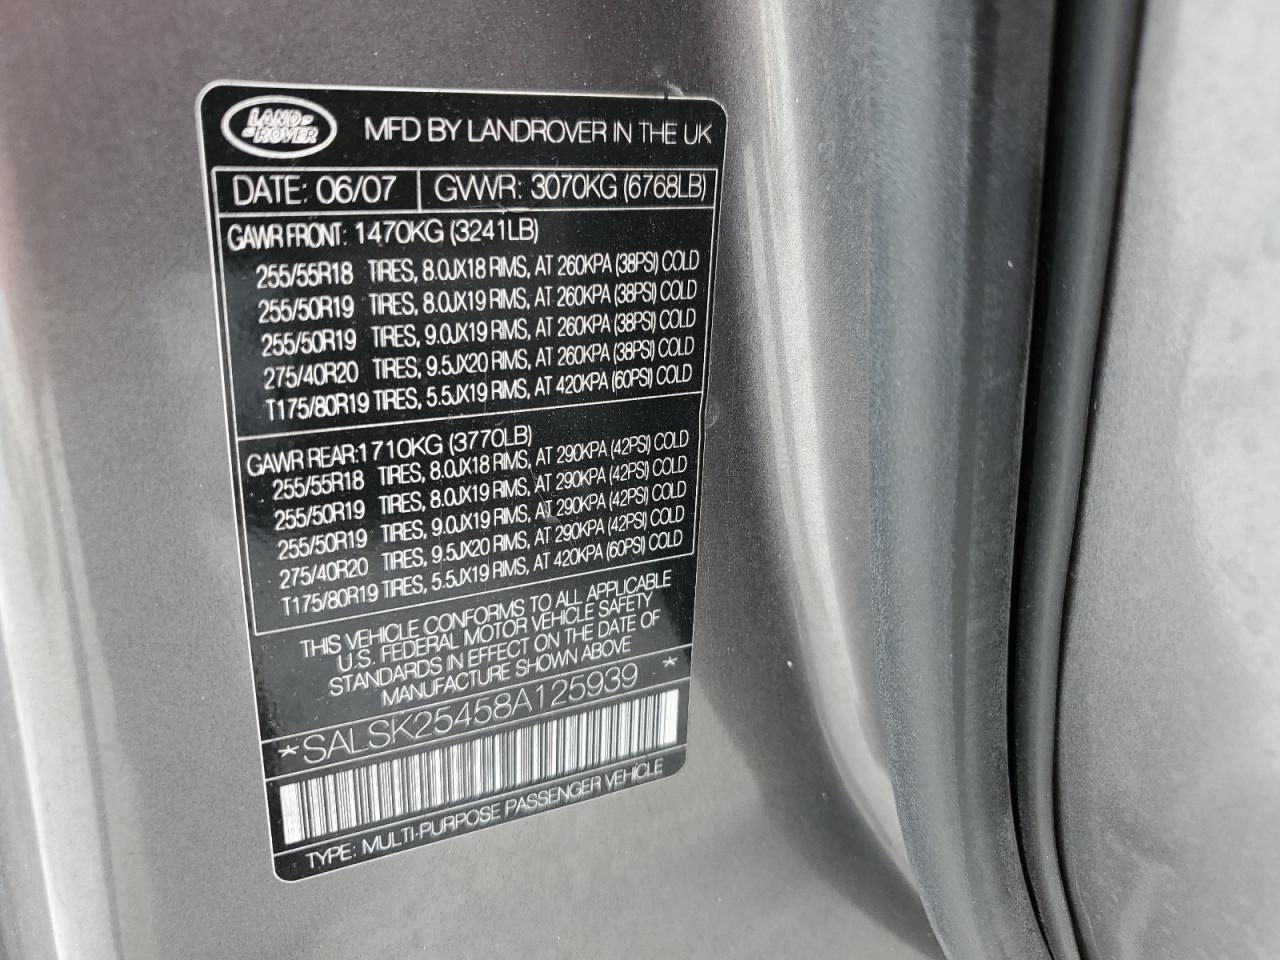 LAND-
-ROVER
MFD BY LANDROVER IN THE UK
DATE: 06/07 GVWR: 3070KG (6768LB)
GAWR FRONT: 1470KG (3241LB)
255/55R18 TIRES, 8.0JX18 RIMS, AT 260KPA (38PSI) COLD
255/50R19 TIRES, 8.0JX19 RIMS, AT 260KPA (38PSI) COLD
255/50R19 TIRES, 9.0JX19 RIMS, AT 260KPA (38PSI) COLD
275/40R20 TIRES, 9.5JX20 RIMS, AT 260KPA (38PSI) COLD
T175/80R19 TIRES, 5.5JX19 RIMS, AT 420KPA (60PSI) COLD
GAWR REAR:1710KG (3770LB)
255/55R18 TIRES, 8.0JX18 RIMS, AT 290KPA (42PSI) COLD
255/50R19 TIRES, 8.0JX19 RIMS, AT 290KPA (42PSI) COLD
255/50R19 TIRES, 9.0JX19 RIMS, AT 290KPA (42PSI) COLD
275/40R20 TIRES, 9.5JX20 RIMS, AT 290KPA (42PSI) COLD
T175/80R19 TIRES, 5.5JX19 RIMS, AT 420KPA (60PSI) COLD
THIS VEHICLE CONFORMS TO ALL APPLICABLE
U.S. FEDERAL MOTOR VEHICLE SAFETY
STANDARDS IN EFFECT ON THE DATE OF
MANUFACTURE SHOWN ABOVE
*SALSK25458A125939 *
TYPE: MULTI-PURPOSE PASSENGER VEHICLE